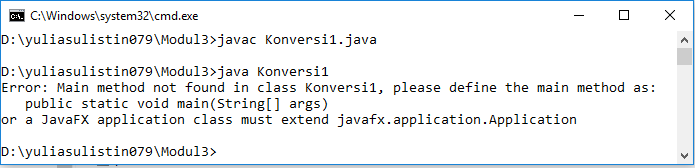 C:\Windows\system32\cmd.exe
D:\yuliasulistin079\Modul3>javac Konversi1.java
D:\yuliasulistin079\Modul3>java Konversi1
Error: Main method not found in class Konversi1, please define the main method as:
   public static void main(String[] args)
or a JavaFX application class must extend javafx.application.Application
D:\yuliasulistin079\Modul3>